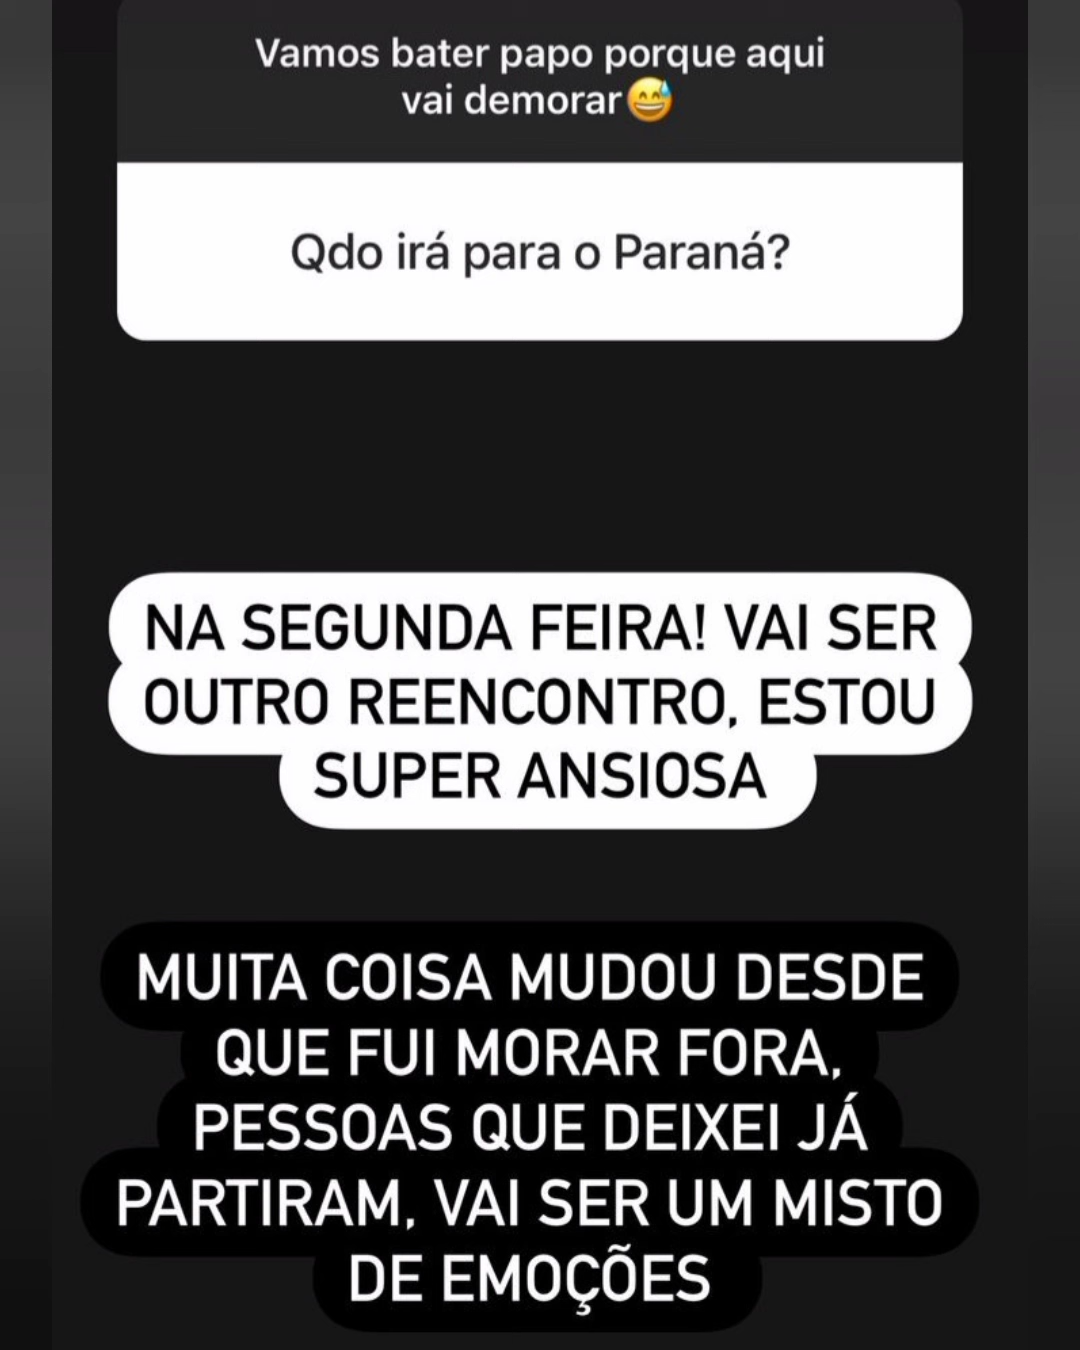 Vamos bater papo porque aqui
vai demorar😅
Qdo irá para o Paraná?
NA SEGUNDA FEIRA! VAI SER
OUTRO REENCONTRO, ESTOU
SUPER ANSIOSA
MUITA COISA MUDOU DESDE
QUE FUI MORAR FORA,
PESSOAS QUE DEIXEI JÁ
PARTIRAM, VAI SER UM MISTO
DE EMOÇÕES